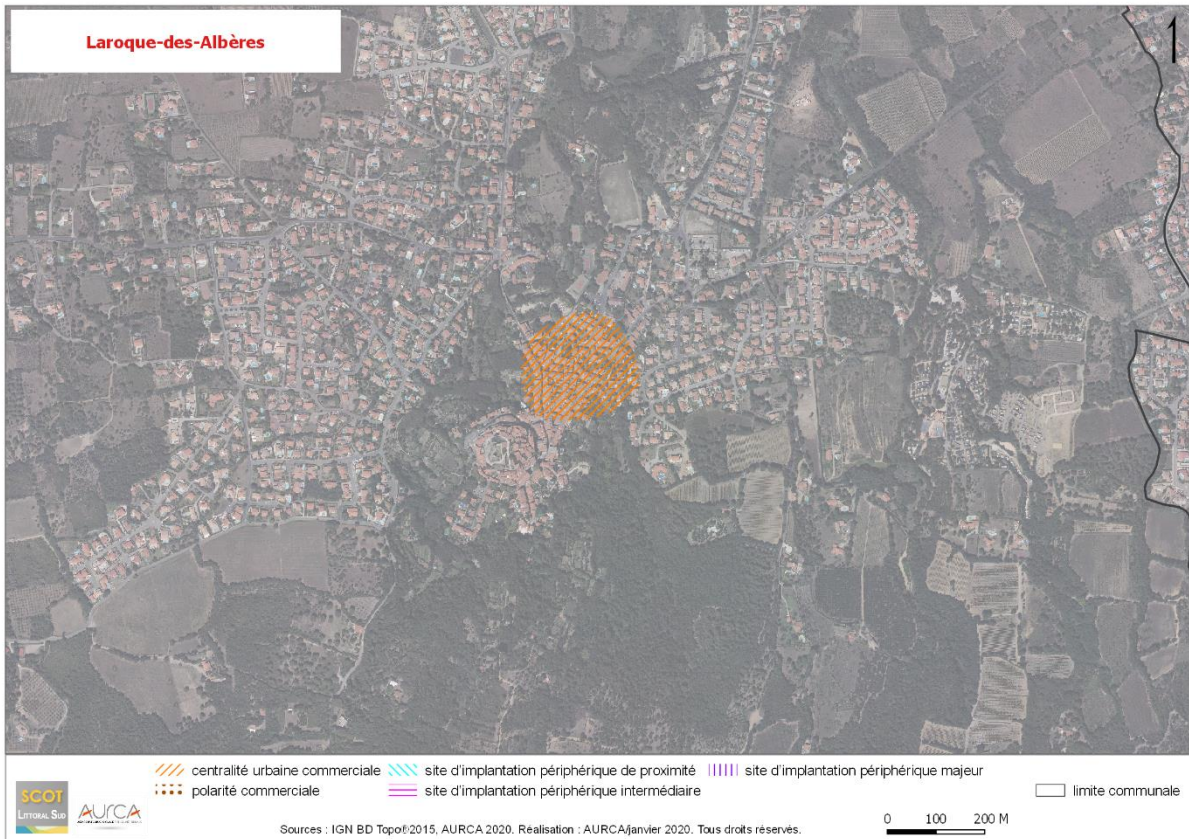 Laroque-des-Albères
centralité urbaine commerciale
site d'implantation périphérique de proximité
site d'implantation périphérique majeur
polarité commerciale
site d'implantation périphérique intermédiaire
limite communale
SCOT
LITTORAL SUD
AURCA
Sources : IGN BD Topo®2015, AURCA 2020. Réalisation : AURCA/janvier 2020. Tous droits réservés.
0 100 200 M